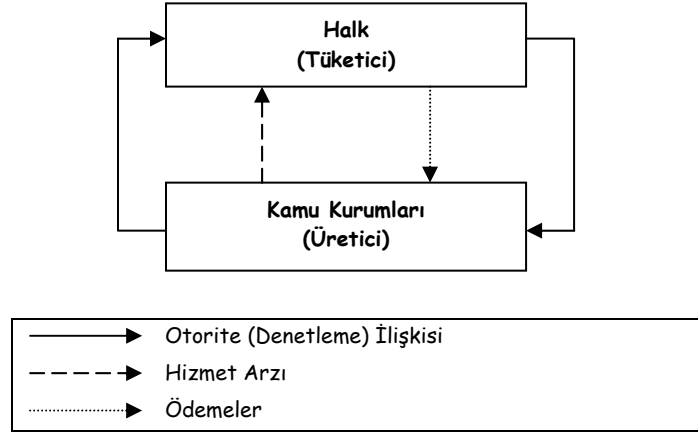 Halk
(Tüketici)
Kamu Kurumları
(Üretici)
Otorite (Denetleme) İlişkisi
Hizmet Arzı
Ödemeler